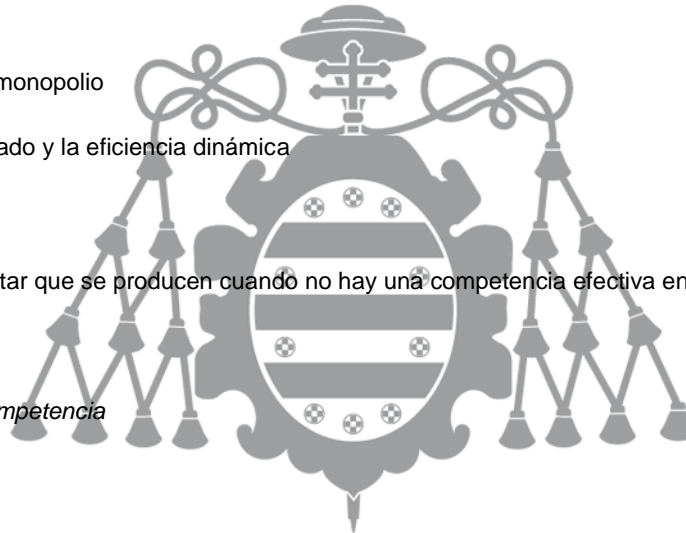 monopolio
ado y la eficiencia dinámica
tar que se producen cuando no hay una competencia efectiva en
mpetencia